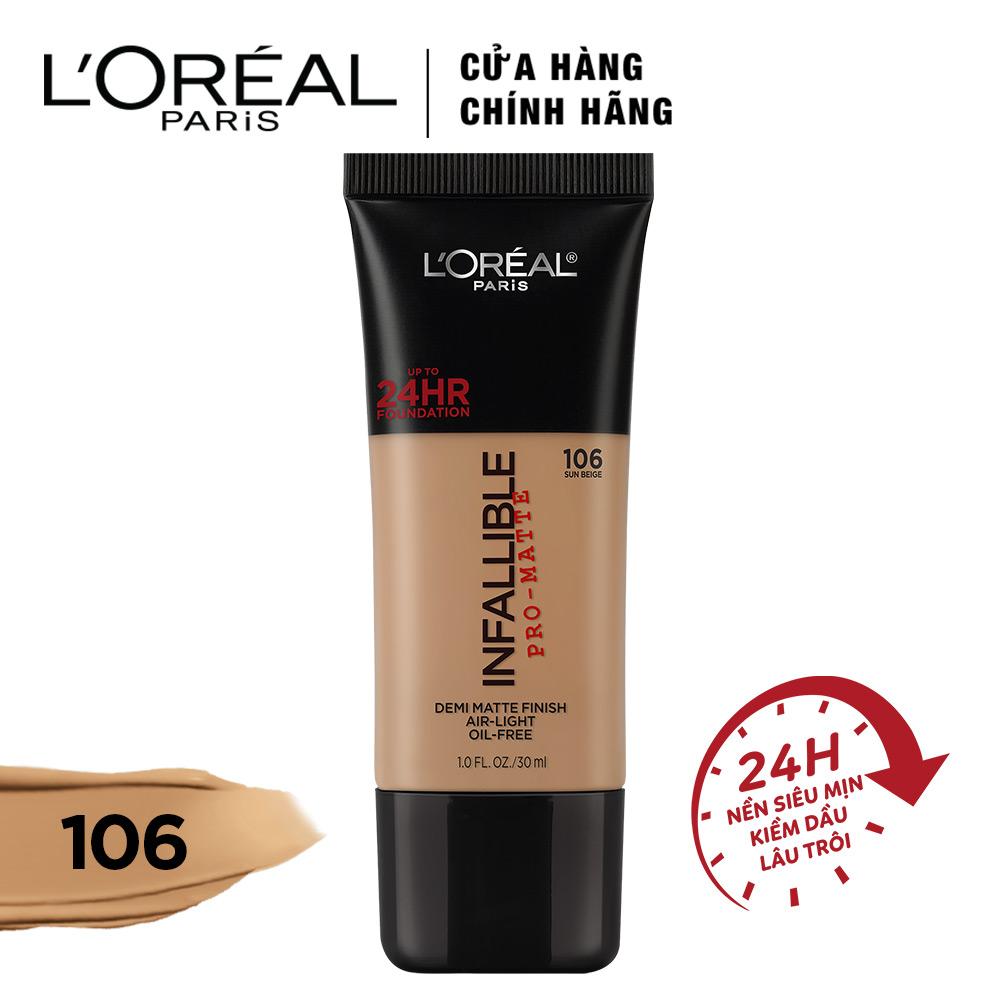 L'ORÉAL
PARiS
CỬA HÀNG
CHÍNH HÃNG
L'ORÉAL®
PARiS
UP TO
24HR
FOUNDATION
106
SUN BEIGE
INFALLIBLE
PRO-MATTE
DEMI MATTE FINISH
AIR-LIGHT
OIL-FREE
1.0 FL. OZ./30 ml
106
24H
NỀN SIÊU MỊN
KIỀM DẦU
LÂU TRÔI